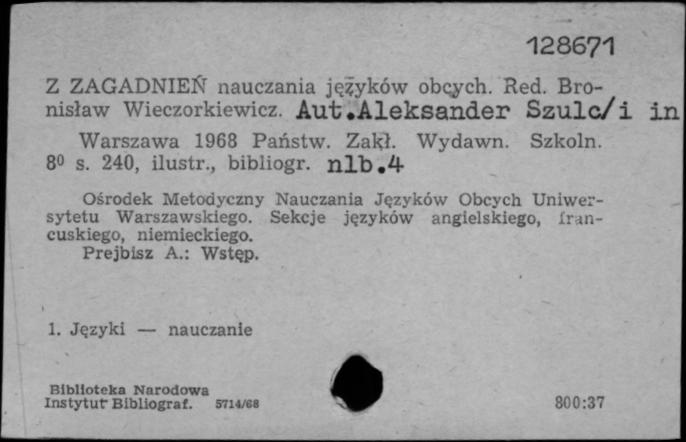 128671
Z ZAGADNIEŃ nauczania języków obcych. Red. Bro-
nisław Wieczorkiewicz. Aut.Aleksander Szulc/i in
Warszawa 1968 Państw. Zakł. Wydawn. Szkoln.
8⁰ s. 240, ilustr., bibliogr. nlb.4
Ośrodek Metodyczny Nauczania Języków Obcych Uniwer-
sytetu Warszawskiego. Sekcje języków angielskiego, fran-
cuskiego, niemieckiego.
Prejbisz A.: Wstęp.
1. Języki — nauczanie
Biblioteka Narodowa
Instytut Bibliograf. 5714/68
800:37